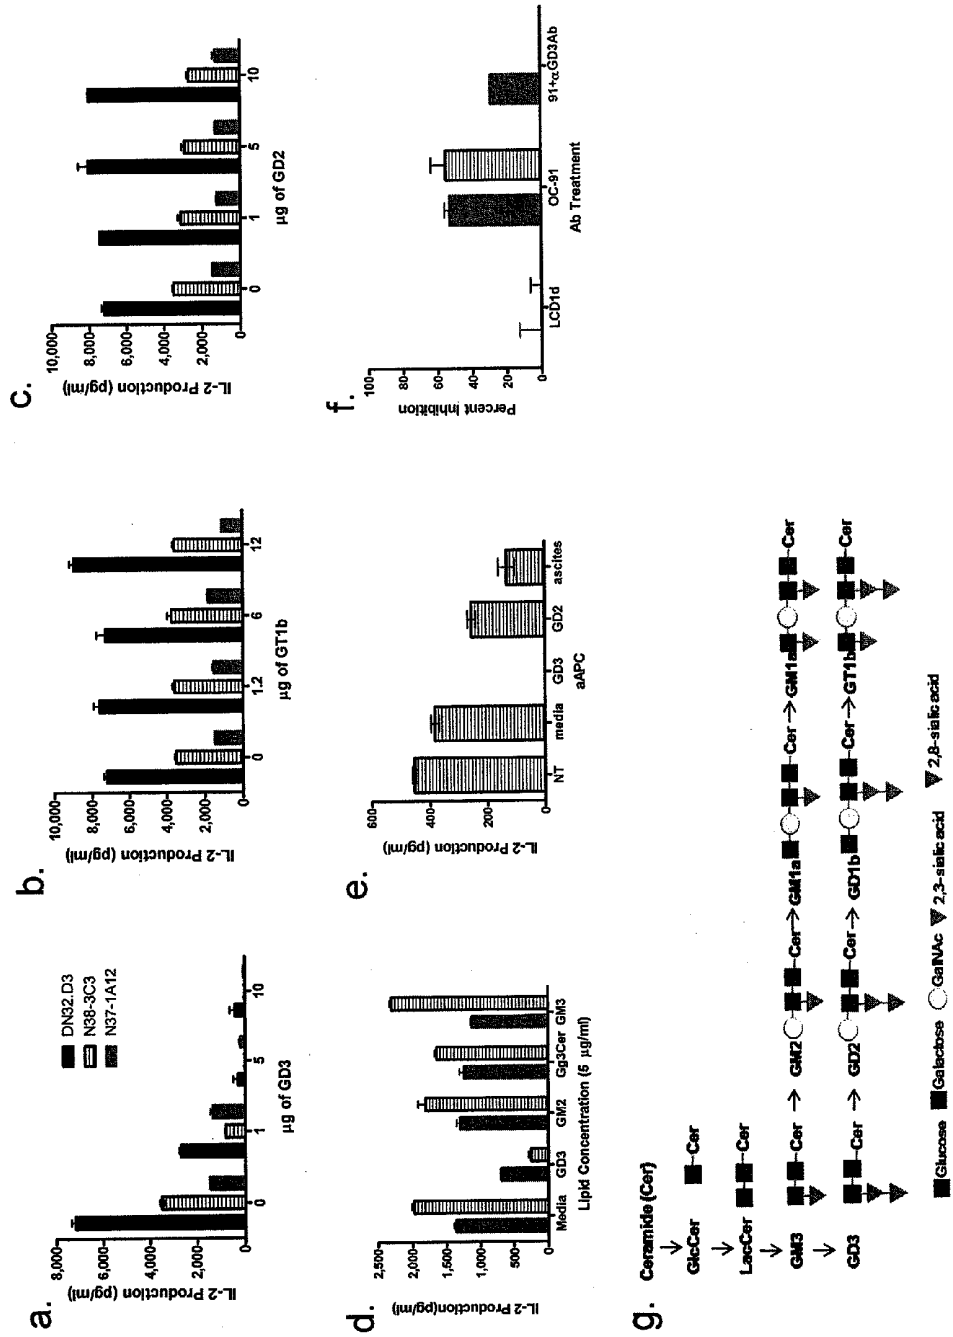 a.
IL-2 Production (pg/ml)
8,000
6,000
4,000
2,000
0
0
1
5
10
µg of GD3
DN32.D3
N38-3C3
N37-1A12
b.
IL-2 Production (pg/ml)
10,000
8,000
6,000
4,000
2,000
0
0
1.2
6
12
µg of GT1b
c.
IL-2 Production (pg/ml)
10,000
8,000
6,000
4,000
2,000
0
0
1
5
10
µg of GD2
d.
IL-2 Production(pg/ml)
2,500
2,000
1,500
1,000
500
0
Media
GD3
GM2
Gg3Cer
GM3
Lipid Concentration (5 µg/ml)
e.
IL-2 Production (pg/ml)
600
400
200
0
NT
media
GD3
GD2
ascites
aAPC
f.
Percent Inhibition
100
80
60
40
20
0
LCD1d
OC-91
91+αGD3Ab
Ab Treatment
g.
Ceramide (Cer)
GlcCer Cer
LacCer Cer
GM3 Cer GM2 Cer GM1a Cer GM1a Cer
GD3 Cer GD2 Cer GD1b Cer GT1b Cer
Glucose Galactose GalNAc 2,3-sialic acid 2,8-sialic acid